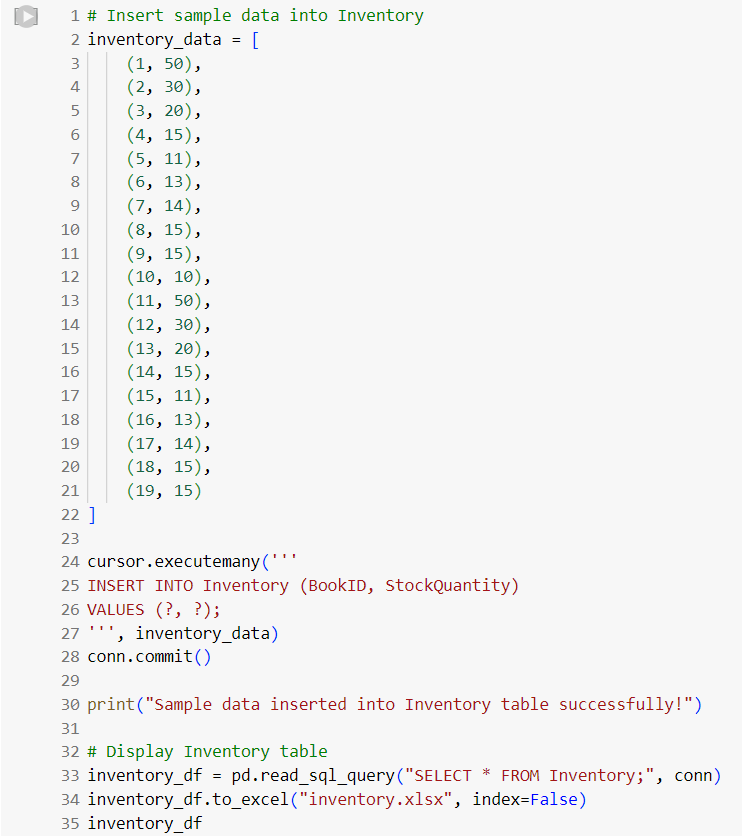 1 # Insert sample data into Inventory
2 inventory_data = [
3     (1, 50),
4     (2, 30),
5     (3, 20),
6     (4, 15),
7     (5, 11),
8     (6, 13),
9     (7, 14),
10     (8, 15),
11     (9, 15),
12     (10, 10),
13     (11, 50),
14     (12, 30),
15     (13, 20),
16     (14, 15),
17     (15, 11),
18     (16, 13),
19     (17, 14),
20     (18, 15),
21     (19, 15)
22 ]
23
24 cursor.executemany('''
25 INSERT INTO Inventory (BookID, StockQuantity)
26 VALUES (?, ?);
27 ''', inventory_data)
28 conn.commit()
29
30 print("Sample data inserted into Inventory table successfully!")
31
32 # Display Inventory table
33 inventory_df = pd.read_sql_query("SELECT * FROM Inventory;", conn)
34 inventory_df.to_excel("inventory.xlsx", index=False)
35 inventory_df